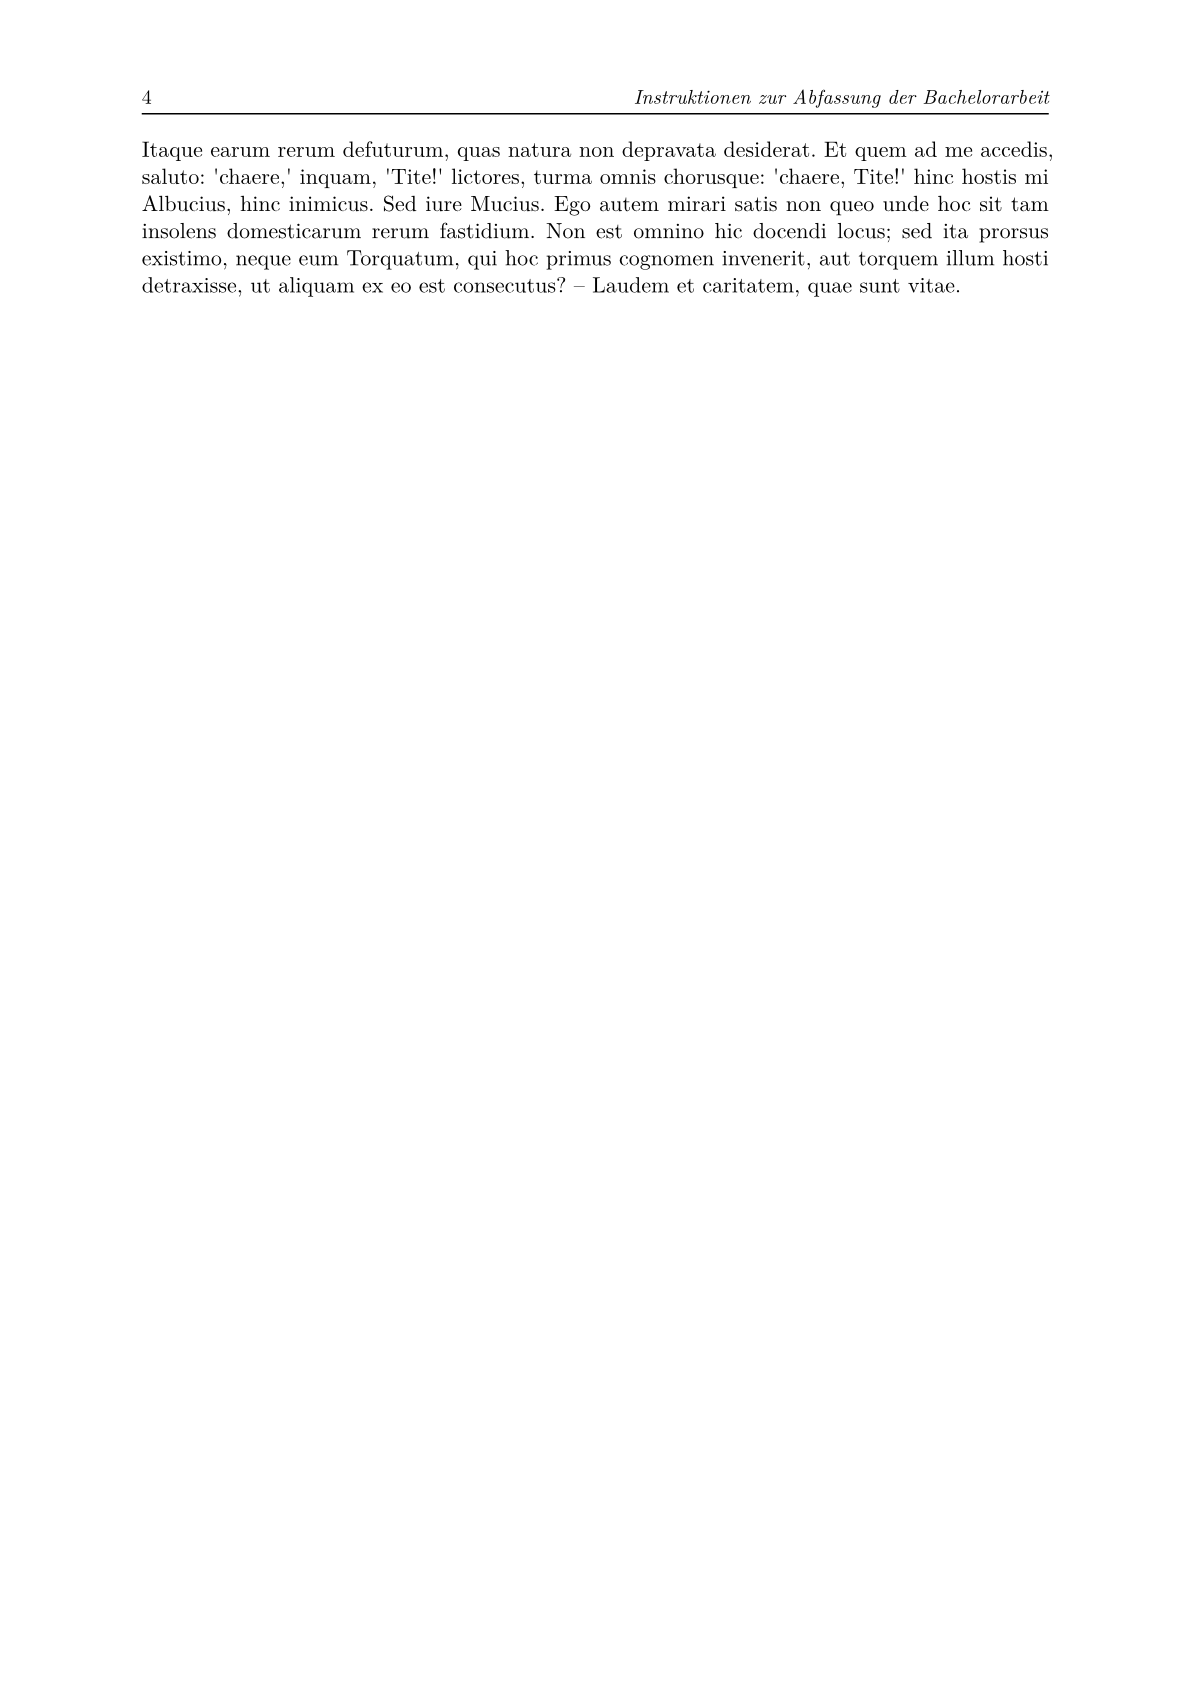 4 Instruktionen zur Abfassung der Bachelorarbeit
Itaque earum rerum defuturum, quas natura non depravata desiderat. Et quem ad me accedis,
saluto: 'chaere,' inquam, 'Tite!' lictores, turma omnis chorusque: 'chaere, Tite!' hinc hostis mi
Albucius, hinc inimicus. Sed iure Mucius. Ego autem mirari satis non queo unde hoc sit tam
insolens domesticarum rerum fastidium. Non est omnino hic docendi locus; sed ita prorsus
existimo, neque eum Torquatum, qui hoc primus cognomen invenerit, aut torquem illum hosti
detraxisse, ut aliquam ex eo est consecutus? – Laudem et caritatem, quae sunt vitae.